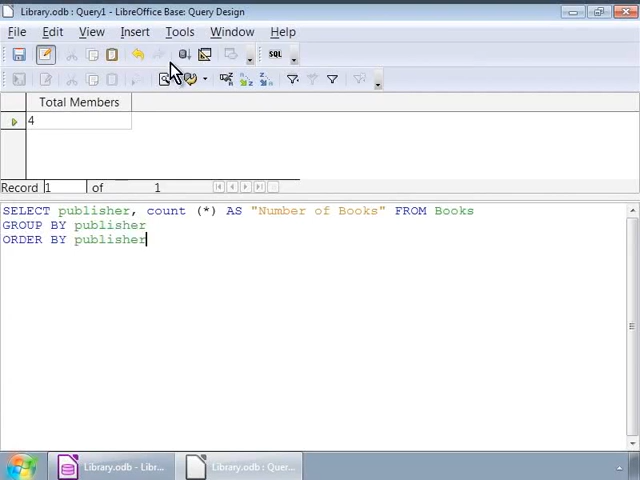 Library.odb : Query1 - LibreOffice Base: Query Design
File Edit View Insert Tools Window Help
SQL
Total Members
4
Record 1 of 1
SELECT publisher, count (*) AS "Number of Books" FROM Books
GROUP BY publisher
ORDER BY publisher
Library.odb - Libr... Library.odb : Quer...